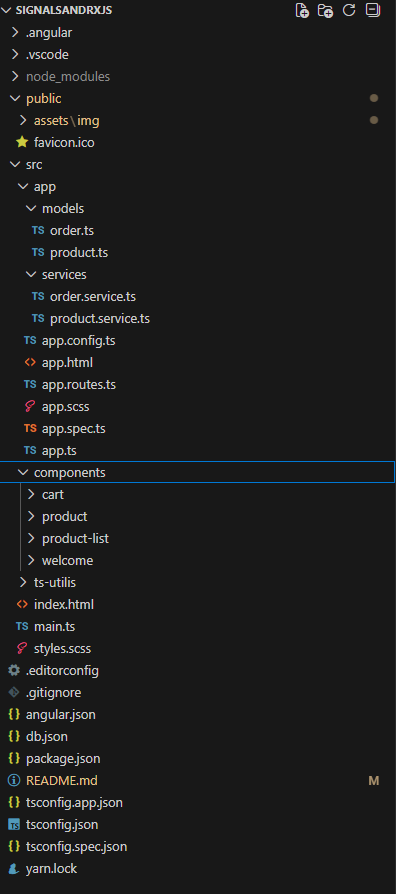 SIGNALSANDRXJS
.angular
.vscode
node_modules
public
assets\img
favicon.ico
src
app
models
TS order.ts
TS product.ts
services
TS order.service.ts
TS product.service.ts
TS app.config.ts
<> app.html
TS app.routes.ts
app.scss
TS app.spec.ts
TS app.ts
components
cart
product
product-list
welcome
ts-utilis
<> index.html
TS main.ts
styles.scss
.editorconfig
.gitignore
{} angular.json
{} db.json
{} package.json
README.md M
{} tsconfig.app.json
TS tsconfig.json
{} tsconfig.spec.json
yarn.lock